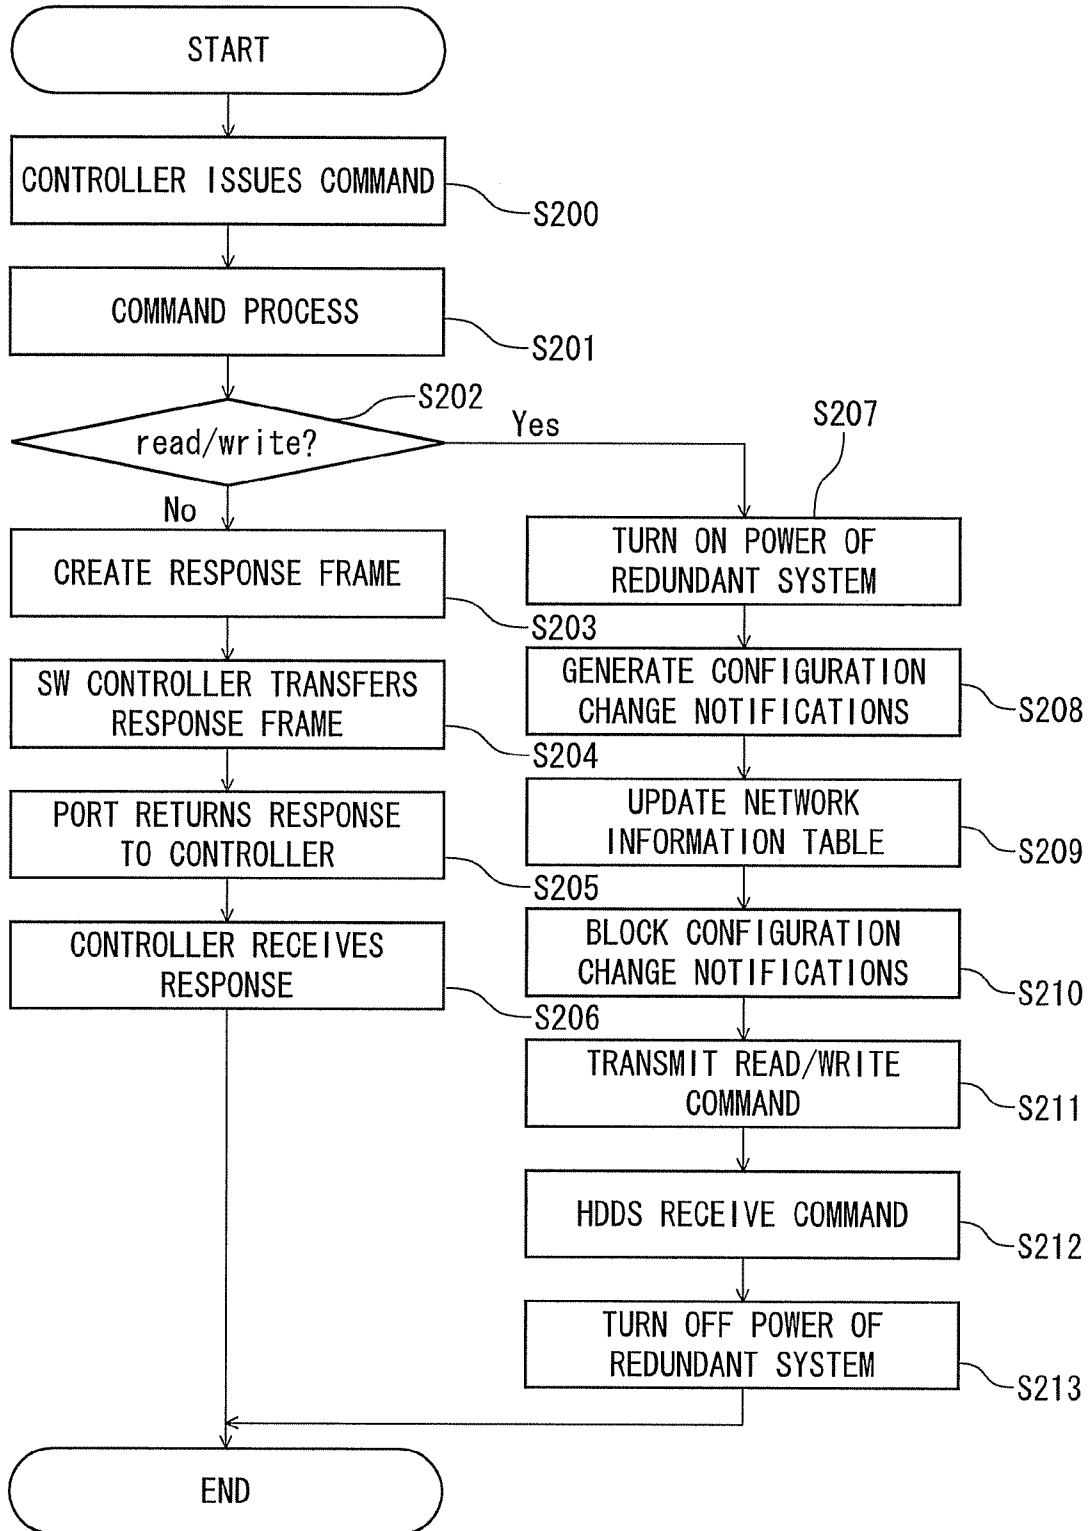 START
CONTROLLER ISSUES COMMAND
S200
COMMAND PROCESS
S201
read/write?
S202
Yes
No
CREATE RESPONSE FRAME
S203
SW CONTROLLER TRANSFERS
RESPONSE FRAME
S204
PORT RETURNS RESPONSE
TO CONTROLLER
S205
CONTROLLER RECEIVES
RESPONSE
S206
S207
TURN ON POWER OF
REDUNDANT SYSTEM
GENERATE CONFIGURATION
CHANGE NOTIFICATIONS
S208
UPDATE NETWORK
INFORMATION TABLE
S209
BLOCK CONFIGURATION
CHANGE NOTIFICATIONS
S210
TRANSMIT READ/WRITE
COMMAND
S211
HDDS RECEIVE COMMAND
S212
TURN OFF POWER OF
REDUNDANT SYSTEM
S213
END